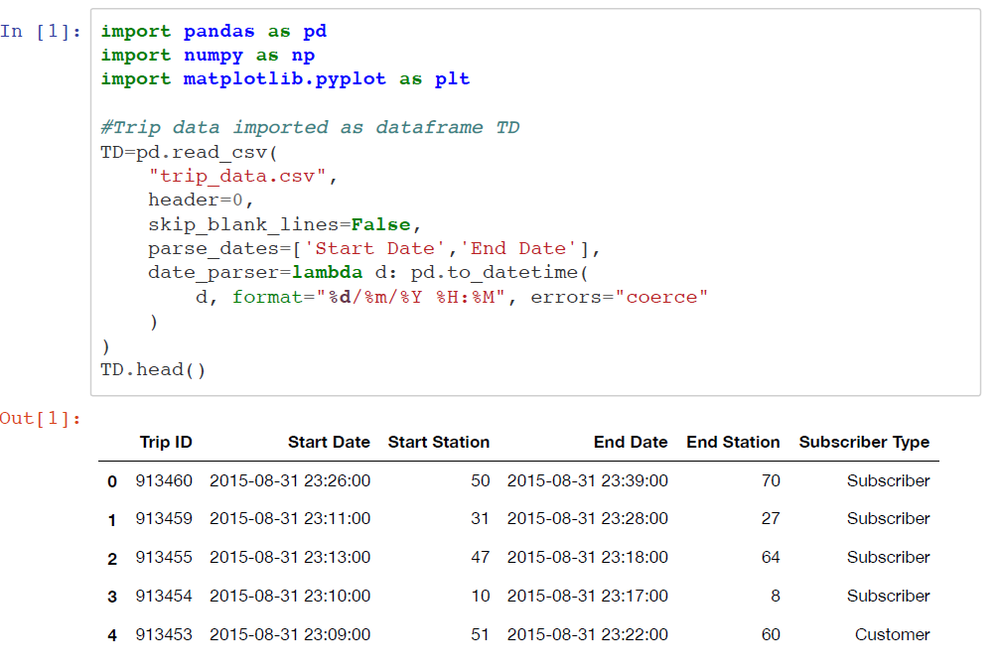 In [1]:
import pandas as pd
import numpy as np
import matplotlib.pyplot as plt
#Trip data imported as dataframe TD
TD=pd.read_csv(
    "trip_data.csv",
    header=0,
    skip_blank_lines=False,
    parse_dates=['Start Date','End Date'],
    date_parser=lambda d: pd.to_datetime(
        d, format="%d/%m/%Y %H:%M", errors="coerce"
    )
)
TD.head()
Out[1]:
Trip ID Start Date Start Station End Date End Station Subscriber Type
0 913460 2015-08-31 23:26:00 50 2015-08-31 23:39:00 70 Subscriber
1 913459 2015-08-31 23:11:00 31 2015-08-31 23:28:00 27 Subscriber
2 913455 2015-08-31 23:13:00 47 2015-08-31 23:18:00 64 Subscriber
3 913454 2015-08-31 23:10:00 10 2015-08-31 23:17:00 8 Subscriber
4 913453 2015-08-31 23:09:00 51 2015-08-31 23:22:00 60 Customer